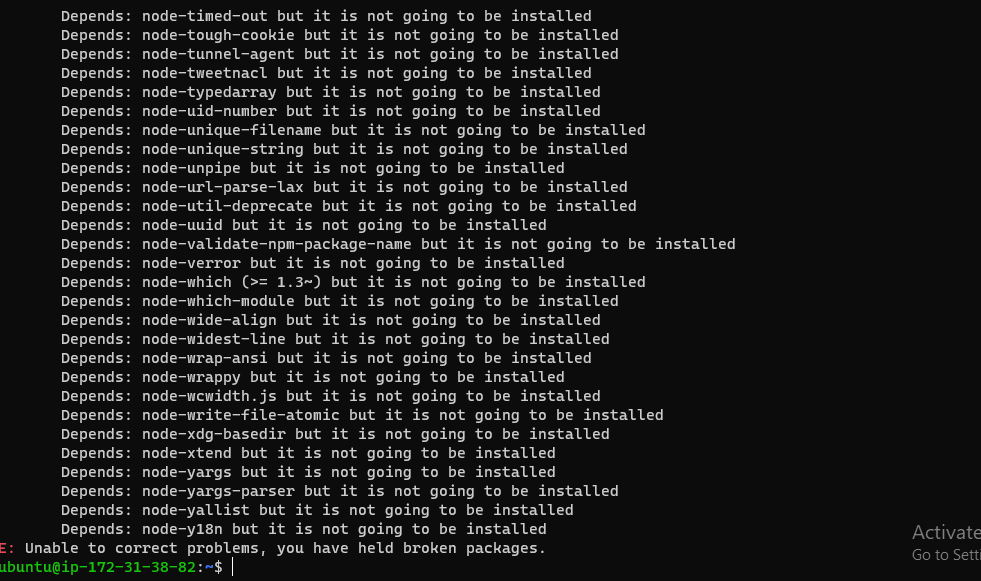 Depends: node-timed-out but it is not going to be installed
Depends: node-tough-cookie but it is not going to be installed
Depends: node-tunnel-agent but it is not going to be installed
Depends: node-tweetnacl but it is not going to be installed
Depends: node-typedarray but it is not going to be installed
Depends: node-uid-number but it is not going to be installed
Depends: node-unique-filename but it is not going to be installed
Depends: node-unique-string but it is not going to be installed
Depends: node-unpipe but it is not going to be installed
Depends: node-url-parse-lax but it is not going to be installed
Depends: node-util-deprecate but it is not going to be installed
Depends: node-uuid but it is not going to be installed
Depends: node-validate-npm-package-name but it is not going to be installed
Depends: node-verror but it is not going to be installed
Depends: node-which (>= 1.3~) but it is not going to be installed
Depends: node-which-module but it is not going to be installed
Depends: node-wide-align but it is not going to be installed
Depends: node-widest-line but it is not going to be installed
Depends: node-wrap-ansi but it is not going to be installed
Depends: node-wrappy but it is not going to be installed
Depends: node-wcwidth.js but it is not going to be installed
Depends: node-write-file-atomic but it is not going to be installed
Depends: node-xdg-basedir but it is not going to be installed
Depends: node-xtend but it is not going to be installed
Depends: node-yargs but it is not going to be installed
Depends: node-yargs-parser but it is not going to be installed
Depends: node-yallist but it is not going to be installed
Depends: node-y18n but it is not going to be installed
E: Unable to correct problems, you have held broken packages.
ubuntu@ip-172-31-38-82:~$
Activate
Go to Setti